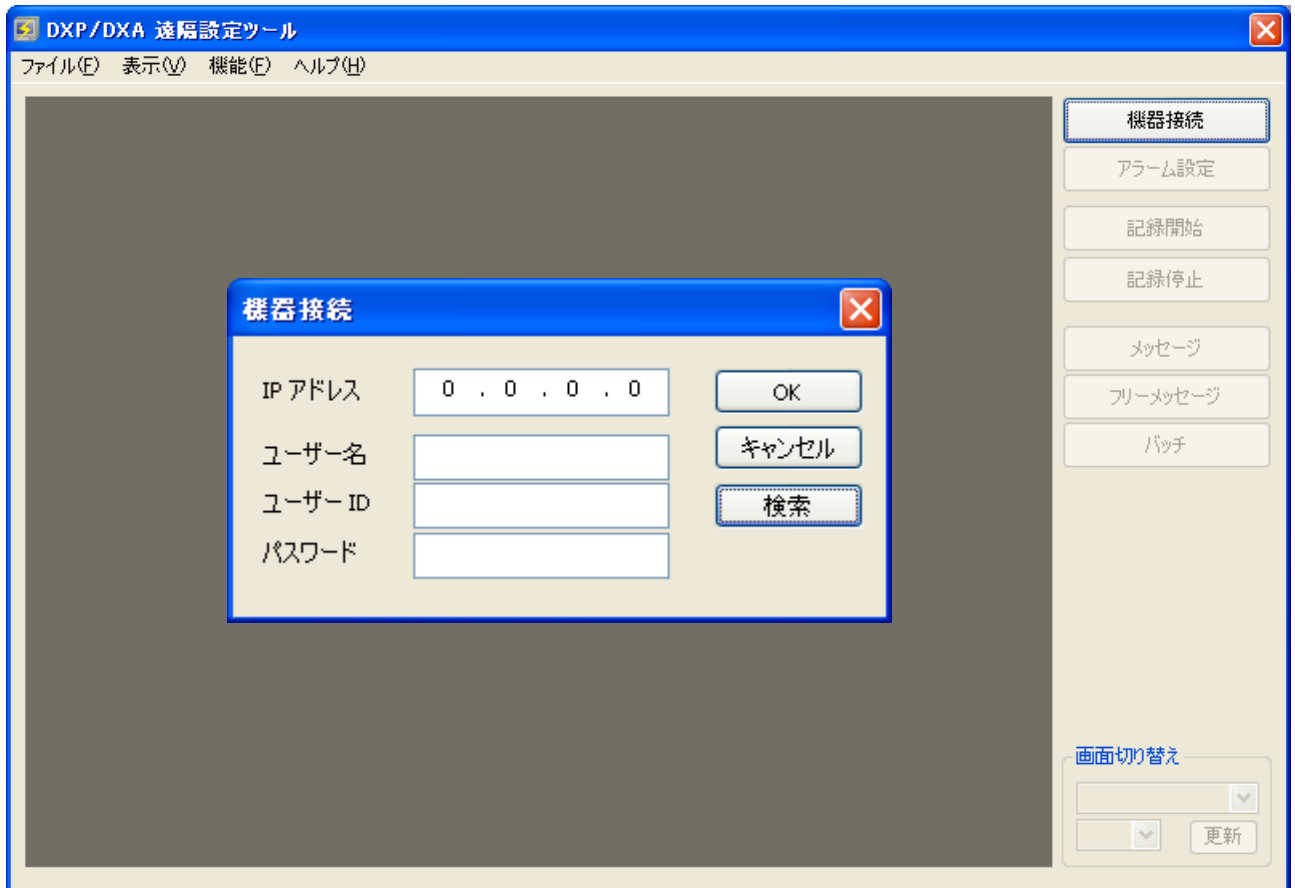 DXP/DXA 遠隔設定ツール
ファイル(F) 表示(V) 機能(F) ヘルプ(H)
機器接続
アラーム設定
記録開始
記録停止
メッセージ
フリーメッセージ
バッチ
機器接続
IP アドレス 0 . 0 . 0 . 0 OK
ユーザー名 キャンセル
ユーザー ID 検索
パスワード
画面切り替え
更新